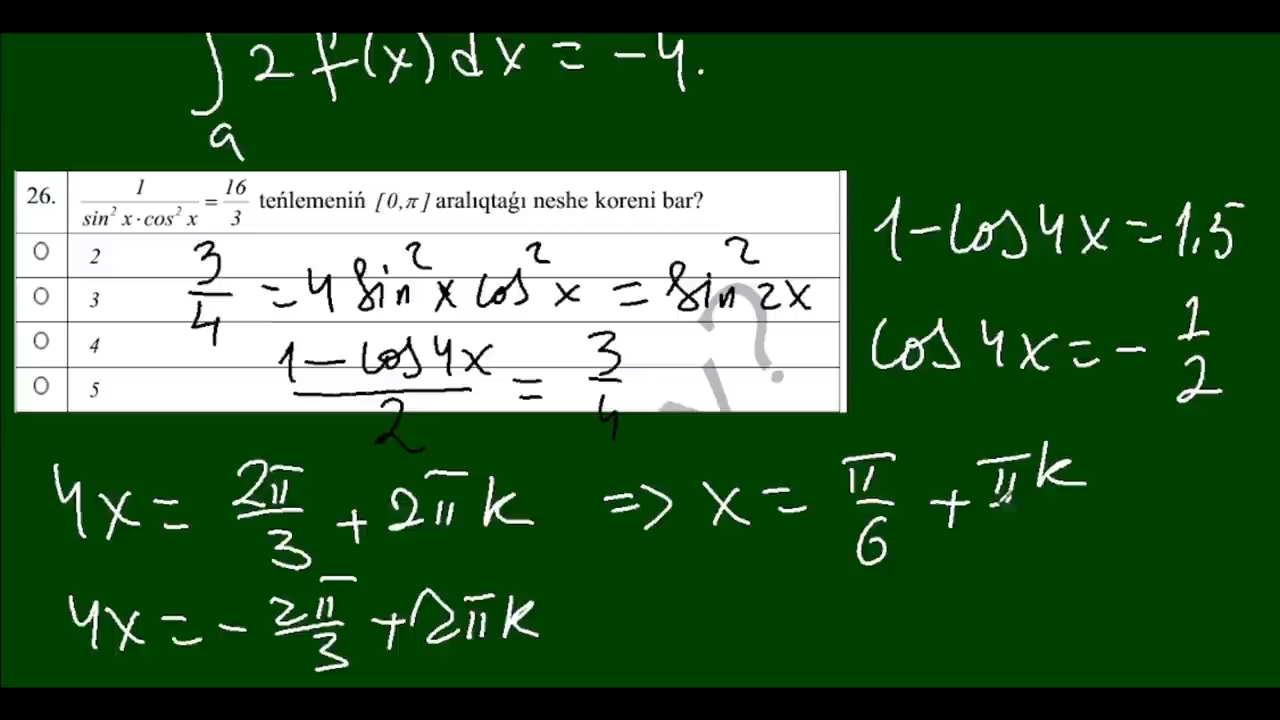 ∫ₐ 2 f(x) dx = -4.
26. 1 / (sin² x · cos² x) = 16/3 teńlemeniń [0, π] aralıqtaǵı neshe koreni bar?
2
3
4
5
3/4 = 4 sin² x cos² x = sin² 2x
(1 - cos 4x)/2 = 3/4
1 - cos 4x = 1.5
cos 4x = - 1/2
4x = 2π/3 + 2πk => x = π/6 + πk
4x = - 2π/3 + 2πk